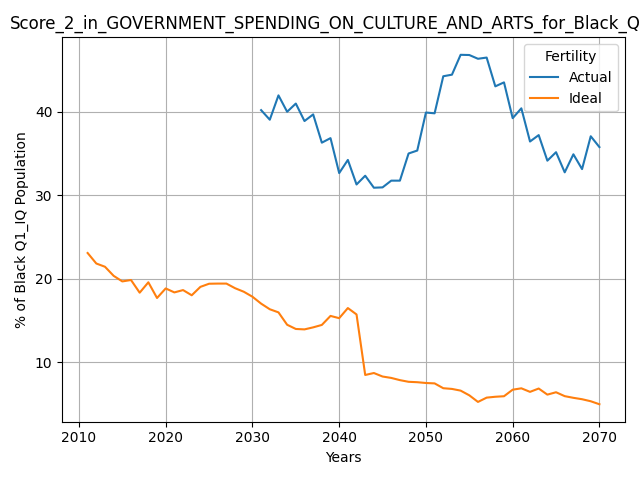 Score_2_in_GOVERNMENT_SPENDING_ON_CULTURE_AND_ARTS_for_Black_Q
Fertility
Actual
Ideal
% of Black Q1_IQ Population
40
30
20
10
2010 2020 2030 2040 2050 2060 2070
Years